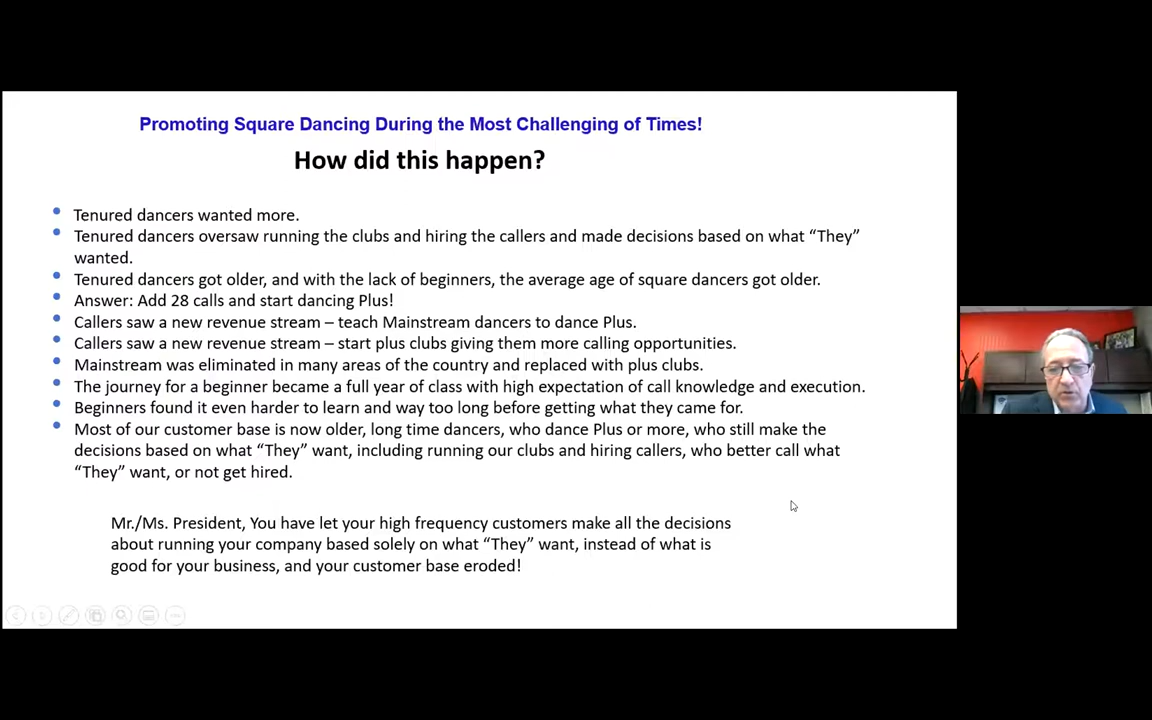 Promoting Square Dancing During the Most Challenging of Times!
How did this happen?
• Tenured dancers wanted more.
• Tenured dancers oversaw running the clubs and hiring the callers and made decisions based on what “They”
wanted.
• Tenured dancers got older, and with the lack of beginners, the average age of square dancers got older.
• Answer: Add 28 calls and start dancing Plus!
• Callers saw a new revenue stream – teach Mainstream dancers to dance Plus.
• Callers saw a new revenue stream – start plus clubs giving them more calling opportunities.
• Mainstream was eliminated in many areas of the country and replaced with plus clubs.
• The journey for a beginner became a full year of class with high expectation of call knowledge and execution.
• Beginners found it even harder to learn and way too long before getting what they came for.
• Most of our customer base is now older, long time dancers, who dance Plus or more, who still make the
decisions based on what “They” want, including running our clubs and hiring callers, who better call what
“They” want, or not get hired.
Mr./Ms. President, You have let your high frequency customers make all the decisions
about running your company based solely on what “They” want, instead of what is
good for your business, and your customer base eroded!